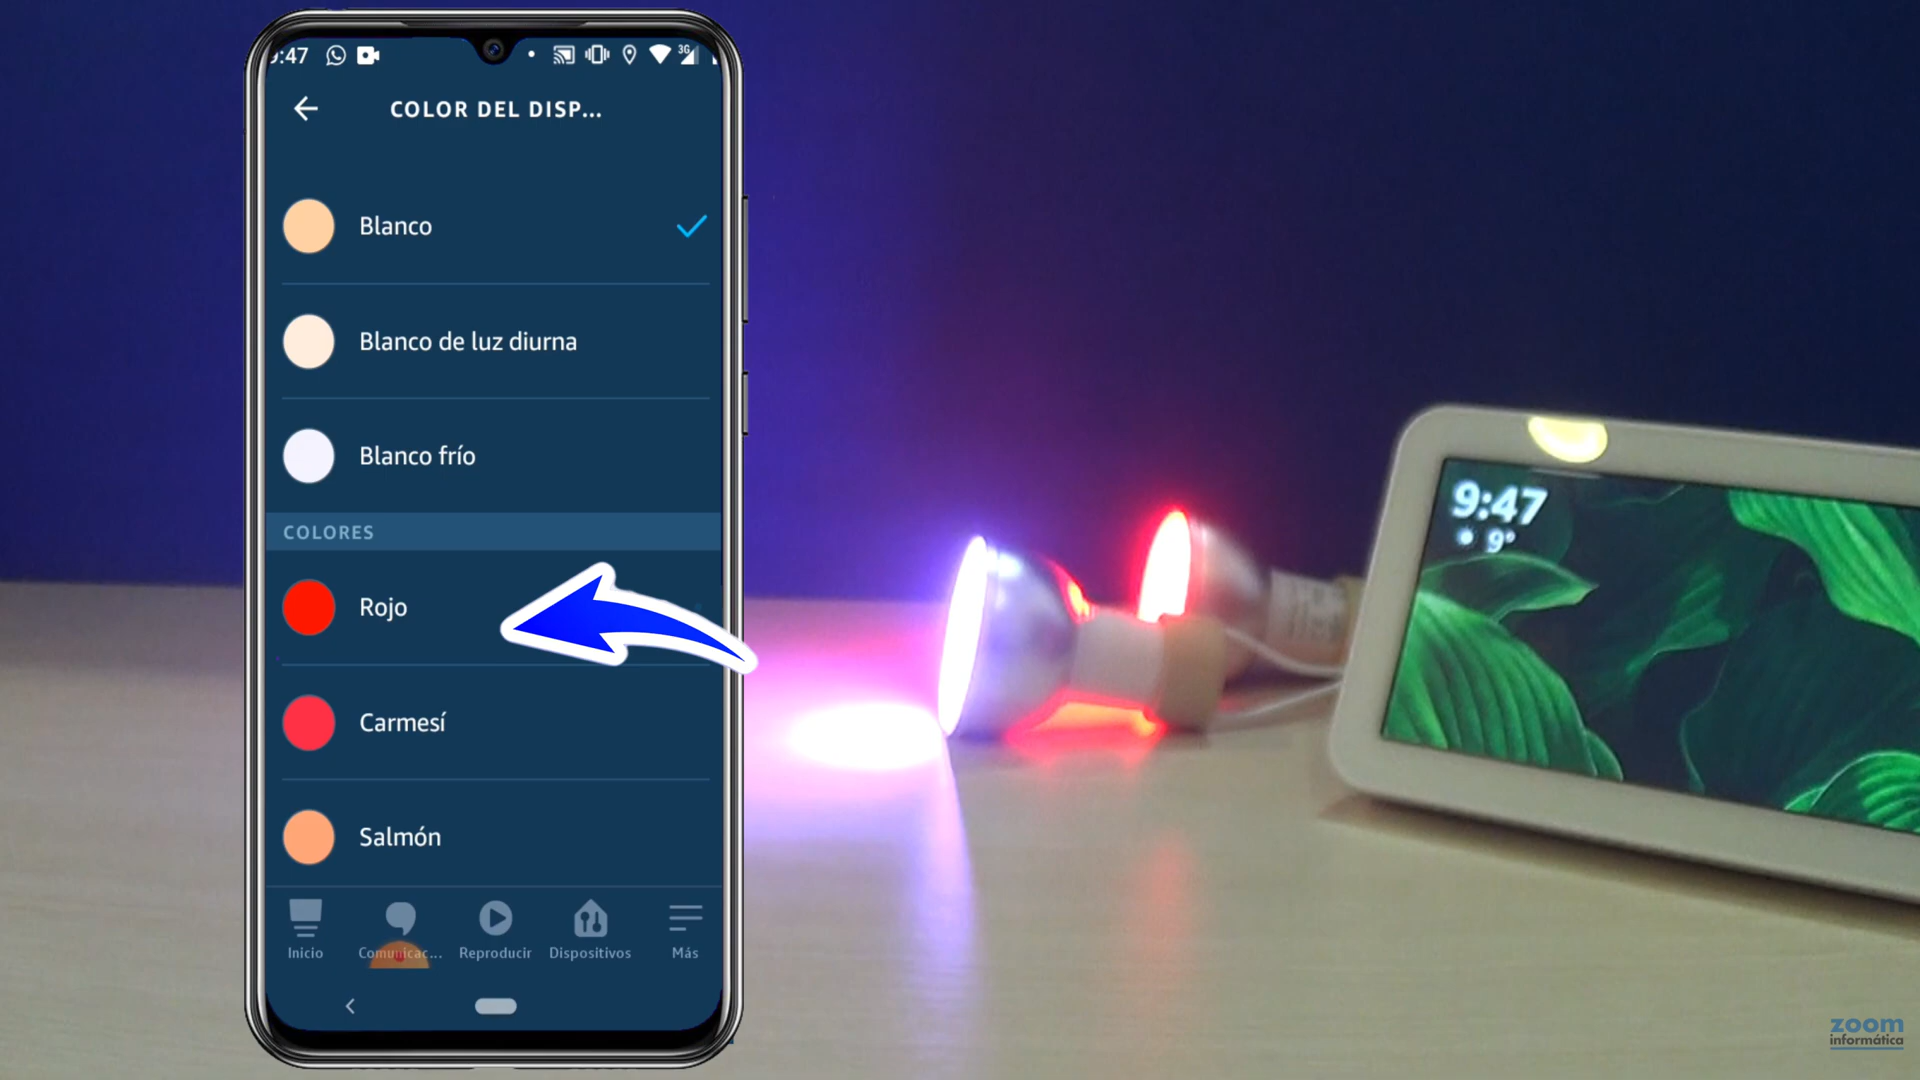 :47
3G
COLOR DEL DISP...
Blanco
Blanco de luz diurna
Blanco frío
COLORES
Rojo
Carmesí
Salmón
Inicio
Comunicac...
Reproducir
Dispositivos
Más
9:47
9°
zoom
informática